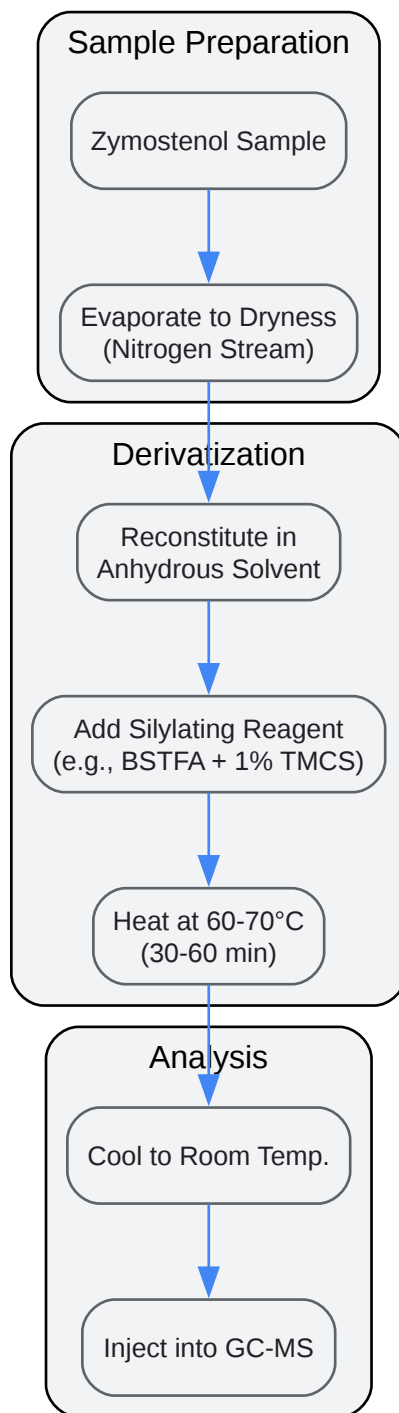 Sample Preparation
Zymostenol Sample
Evaporate to Dryness
(Nitrogen Stream)
Derivatization
Reconstitute in
Anhydrous Solvent
Add Silylating Reagent
(e.g., BSTFA + 1% TMCS)
Heat at 60-70°C
(30-60 min)
Analysis
Cool to Room Temp.
Inject into GC-MS